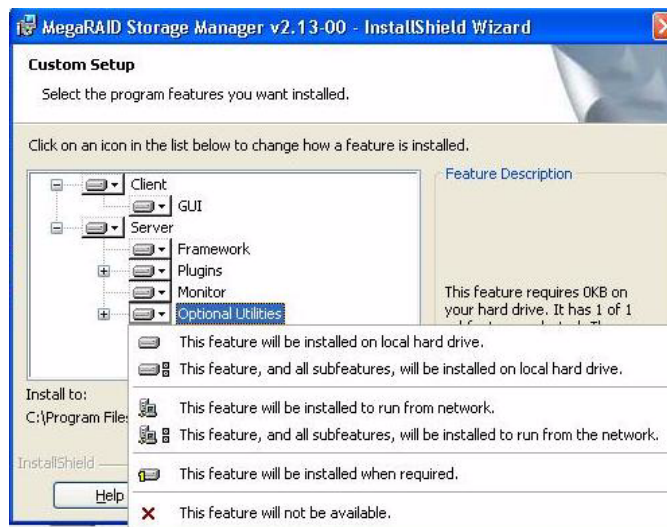 MegaRAID Storage Manager v2.13-00 - InstallShield Wizard
Custom Setup
Select the program features you want installed.
Click on an icon in the list below to change how a feature is installed.
Client
GUI
Server
Framework
Plugins
Monitor
Optional Utilities
Feature Description
This feature requires 0KB on
your hard drive. It has 1 of 1
This feature will be installed on local hard drive.
This feature, and all subfeatures, will be installed on local hard drive.
This feature will be installed to run from network.
This feature, and all subfeatures, will be installed to run from the network.
This feature will be installed when required.
This feature will not be available.
Install to:
C:\Program Files
InstallShield
Help